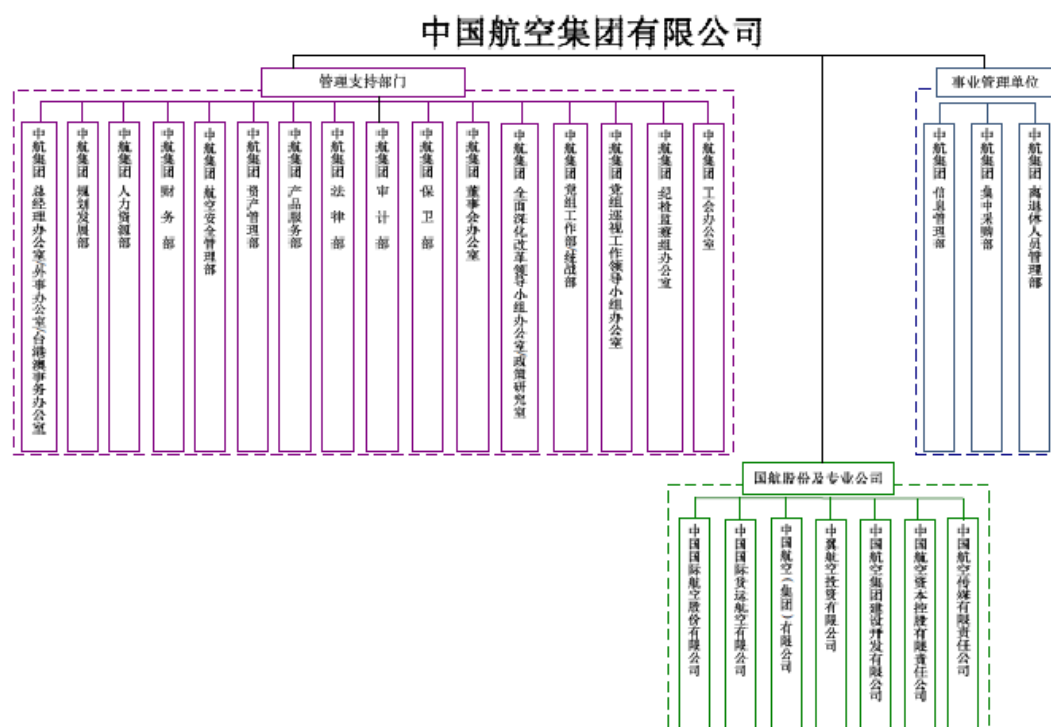 中国航空集团有限公司
管理支持部门
事业管理单位
中航集团 总经理办公室/外事办公室/台港澳事务办公室
中航集团 规划发展部
中航集团 人力资源部
中航集团 财务部
中航集团 航空安全管理部
中航集团 资产管理部
中航集团 产品服务部
中航集团 法律部
中航集团 审计部
中航集团 保卫部
中航集团 董事会办公室
中航集团 全面深化改革领导小组办公室/政策研究室
中航集团 党组工作部/统战部
中航集团 党组巡视工作领导小组办公室
中航集团 纪检监察组办公室
中航集团 工会办公室
中航集团 信息管理部
中航集团 集中采购部
中航集团 离退休人员管理部
国航股份及专业公司
中国国际航空股份有限公司
中国国际货运航空有限公司
中国航空(集团)有限公司
中翼航空投资有限公司
中国航空集团建设开发有限公司
中国航空资本控股有限责任公司
中国航空传媒有限责任公司